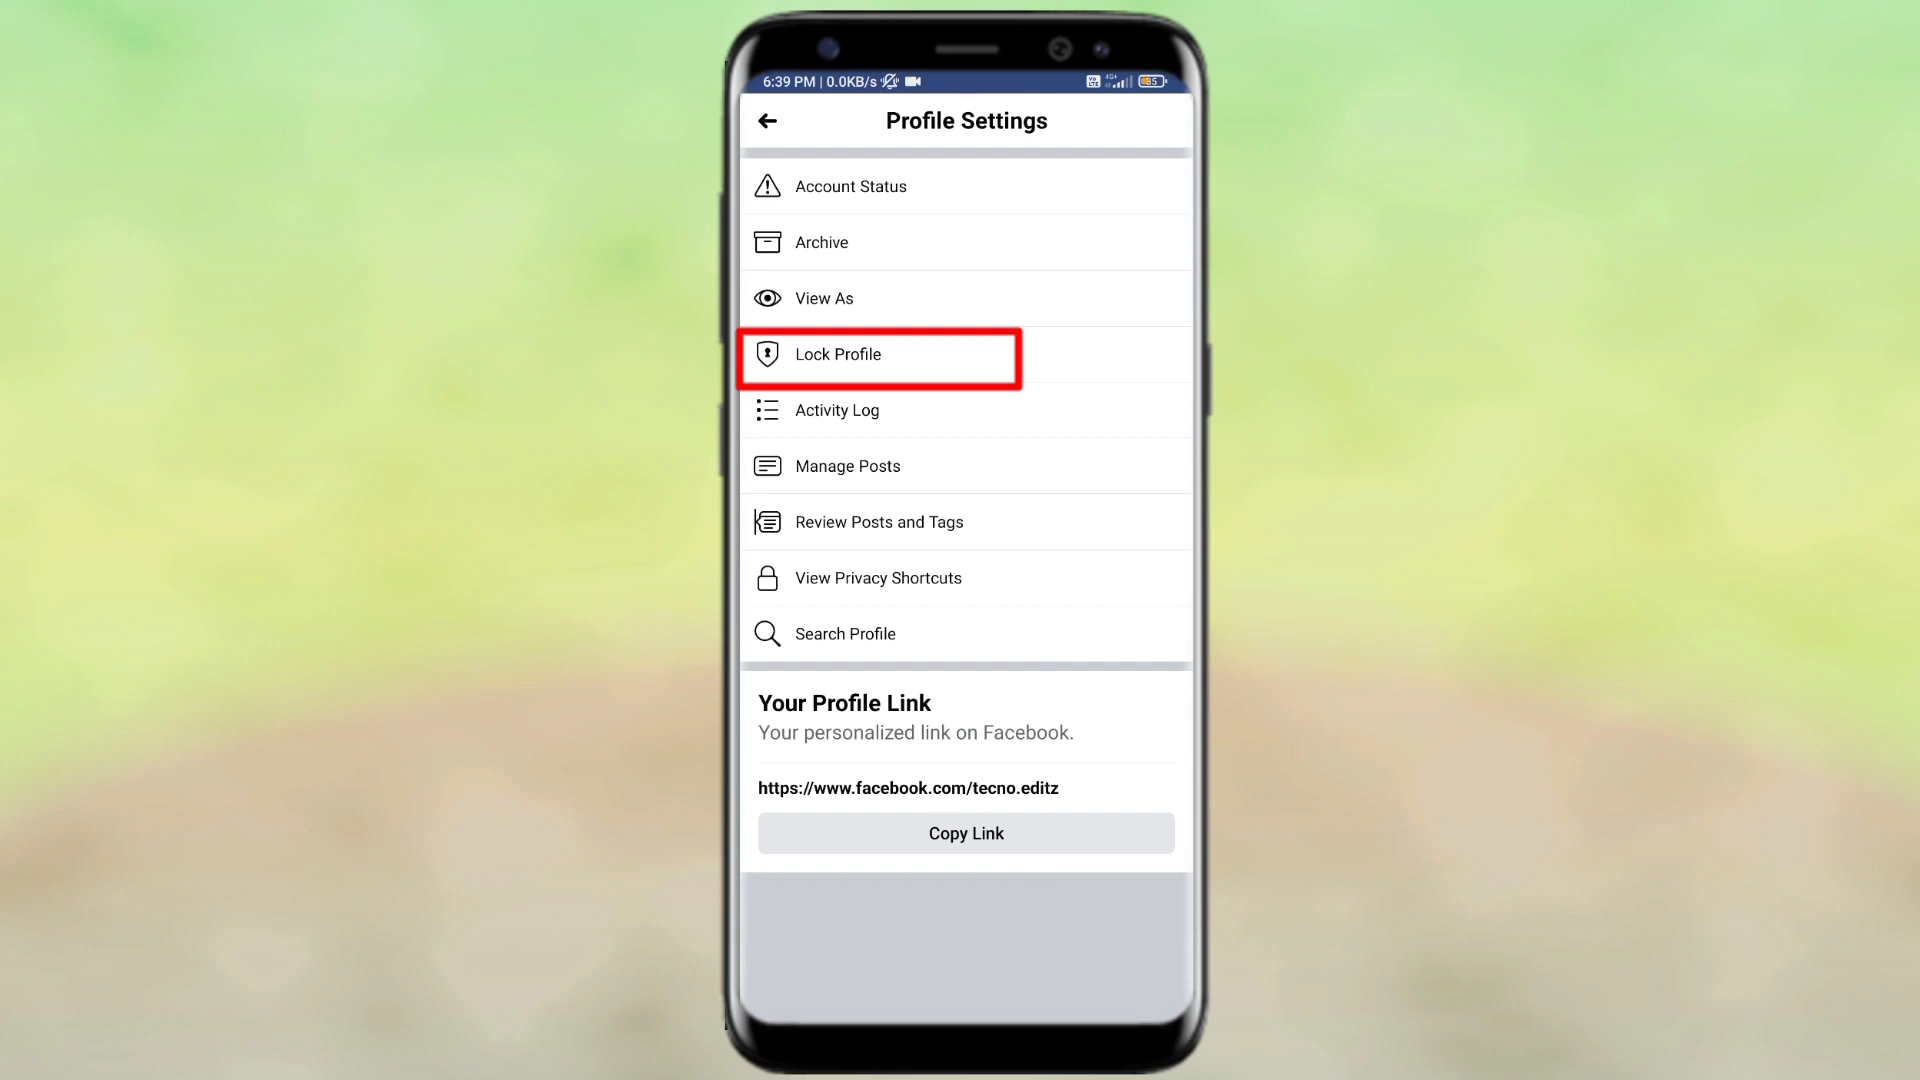 6:39 PM | 0.0KB/s
85
Profile Settings
Account Status
Archive
View As
Lock Profile
Activity Log
Manage Posts
Review Posts and Tags
View Privacy Shortcuts
Search Profile
Your Profile Link
Your personalized link on Facebook.
https://www.facebook.com/tecno.editz
Copy Link